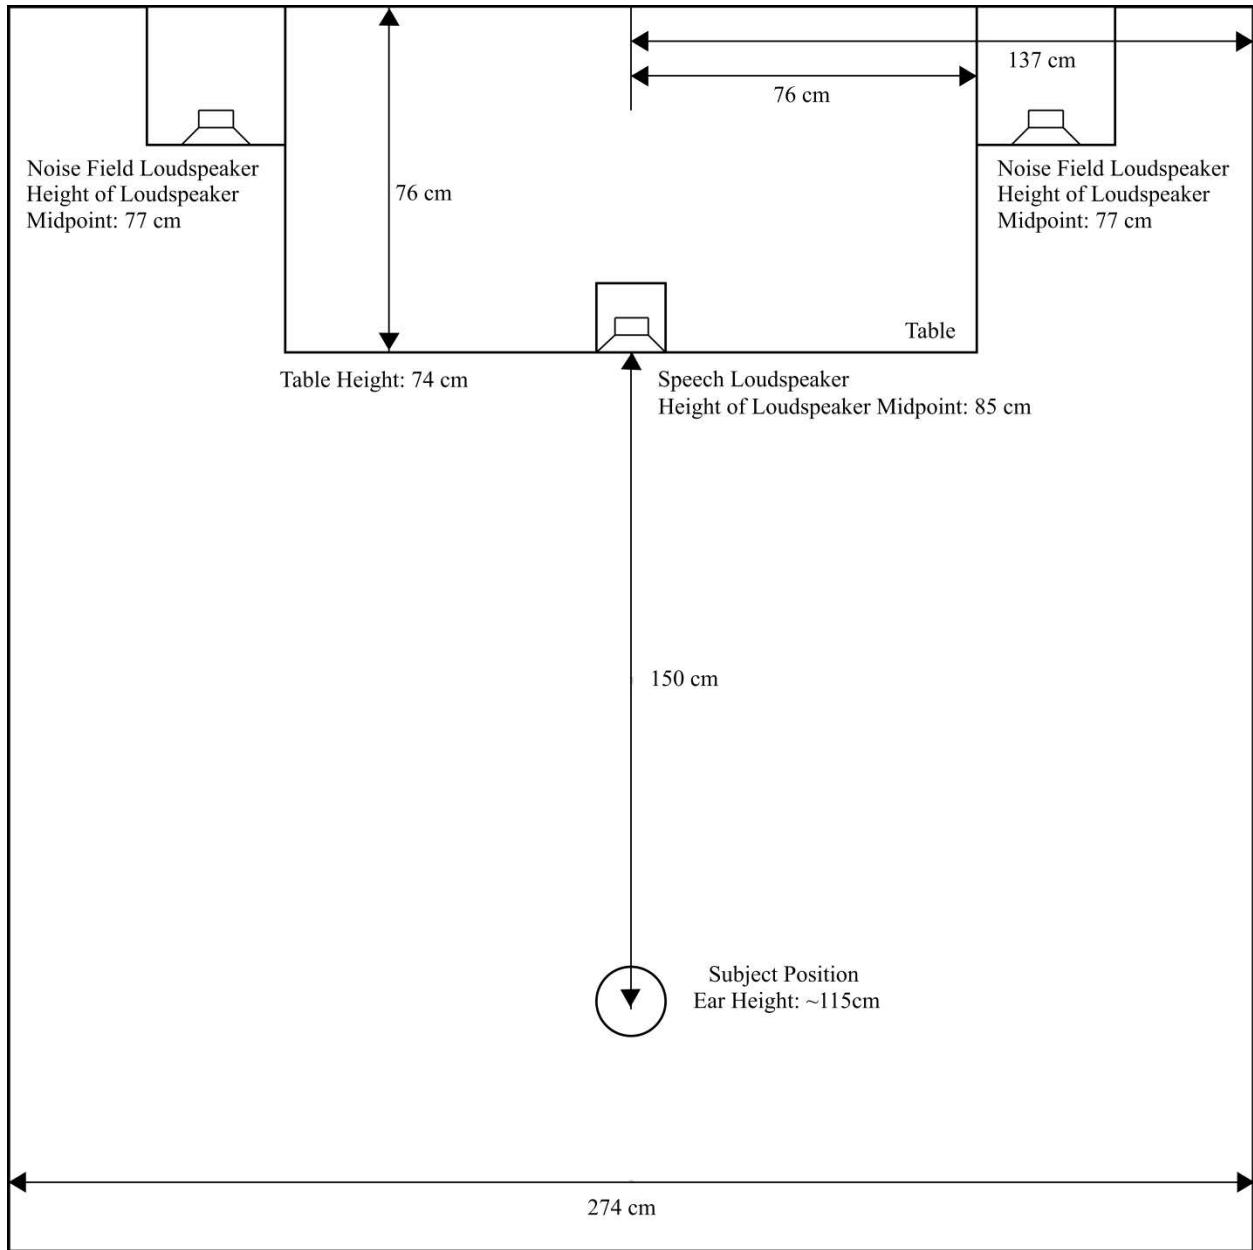 137 cm
76 cm
Noise Field Loudspeaker
Height of Loudspeaker
Midpoint: 77 cm
76 cm
Noise Field Loudspeaker
Height of Loudspeaker
Midpoint: 77 cm
Table
Table Height: 74 cm
Speech Loudspeaker
Height of Loudspeaker Midpoint: 85 cm
150 cm
Subject Position
Ear Height: ~115cm
274 cm